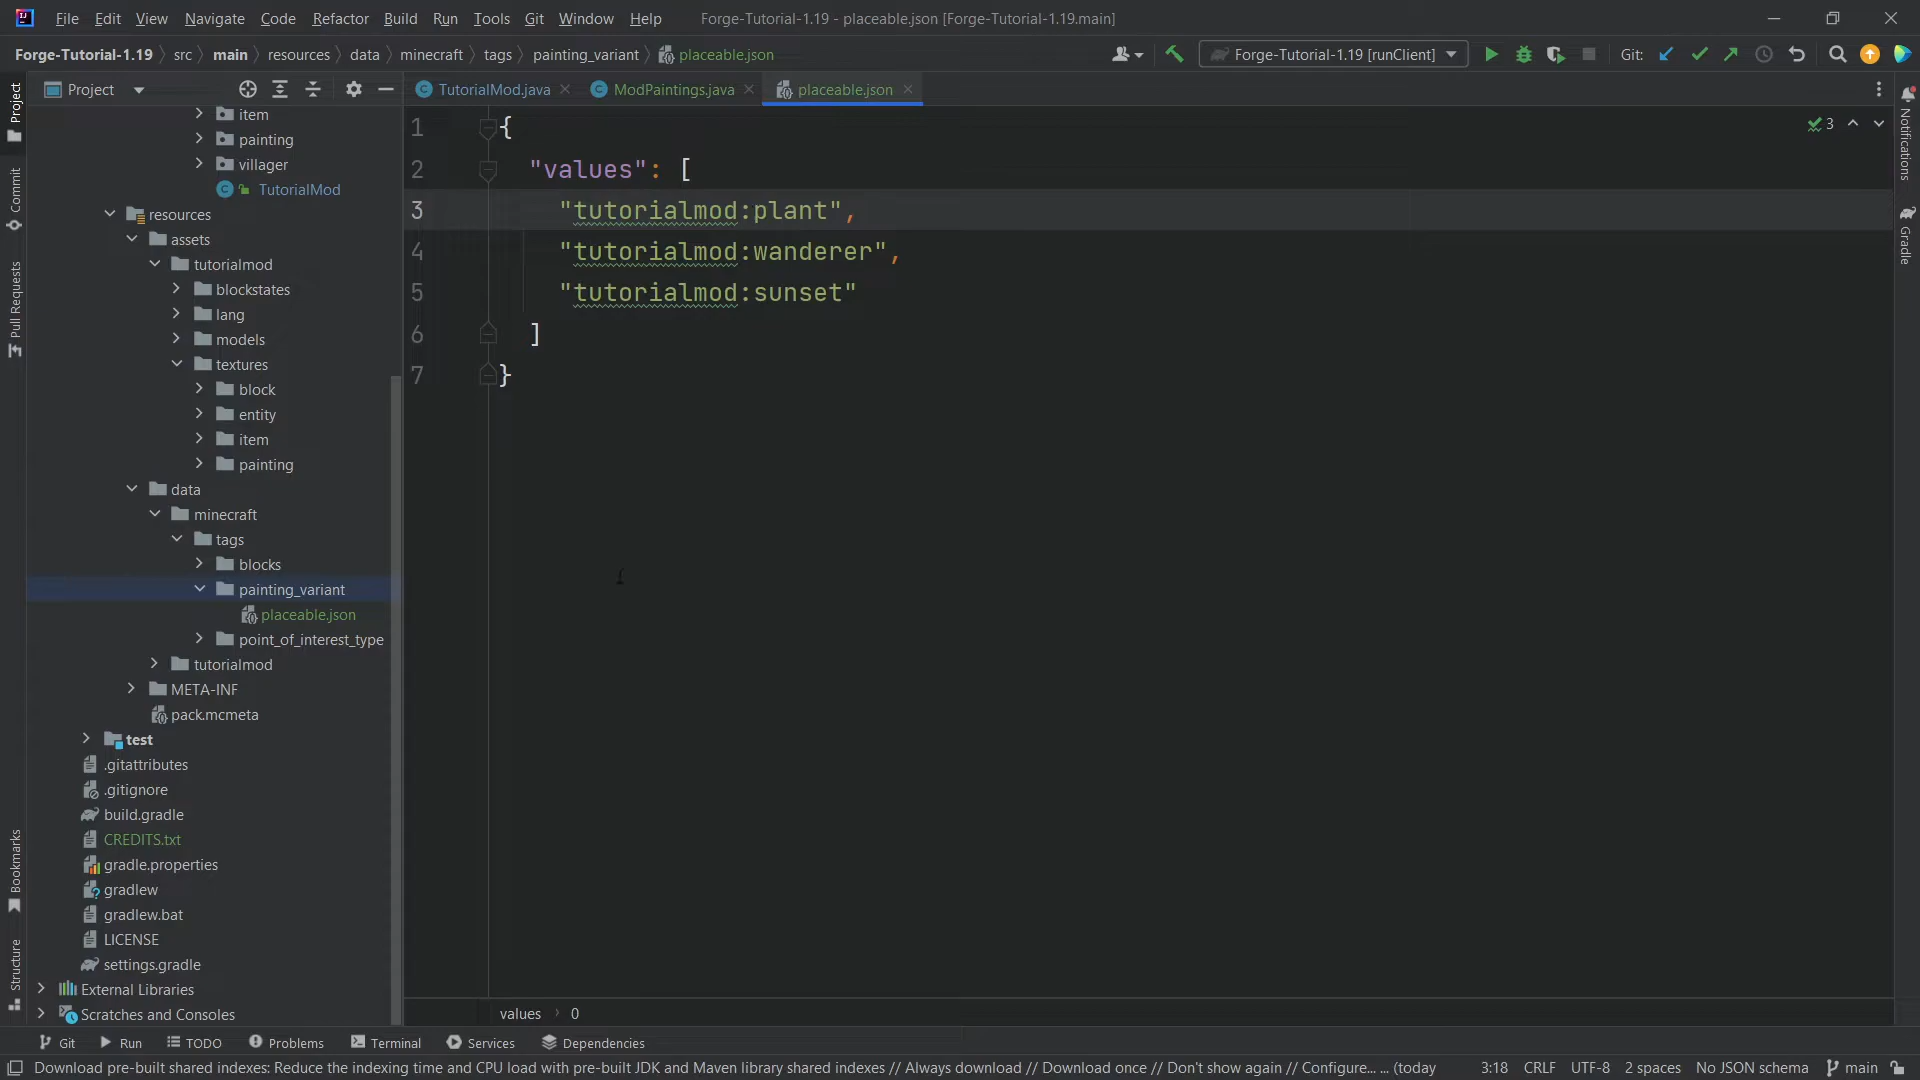 File Edit View Navigate Code Refactor Build Run Tools Git Window Help Forge-Tutorial-1.19 - placeable.json [Forge-Tutorial-1.19.main]
Forge-Tutorial-1.19 src main resources data minecraft tags painting_variant placeable.json Forge-Tutorial-1.19 [runClient] Git:
Project
TutorialMod.java ModPaintings.java placeable.json
Project
Commit
Pull Requests
Bookmarks
Structure
item
painting
villager
TutorialMod
resources
assets
tutorialmod
blockstates
lang
models
textures
block
entity
item
painting
data
minecraft
tags
blocks
painting_variant
placeable.json
point_of_interest_type
tutorialmod
META-INF
pack.mcmeta
test
.gitattributes
.gitignore
build.gradle
CREDITS.txt
gradle.properties
gradlew
gradlew.bat
LICENSE
settings.gradle
External Libraries
Scratches and Consoles
1 {
2 "values": [
3 "tutorialmod:plant",
4 "tutorialmod:wanderer",
5 "tutorialmod:sunset"
6 ]
7 }
3
Notifications
Gradle
values 0
Git Run TODO Problems Terminal Services Dependencies
Download pre-built shared indexes: Reduce the indexing time and CPU load with pre-built JDK and Maven library shared indexes // Always download // Download once // Don't show again // Configure... ... (today 3:18 CRLF UTF-8 2 spaces No JSON schema main